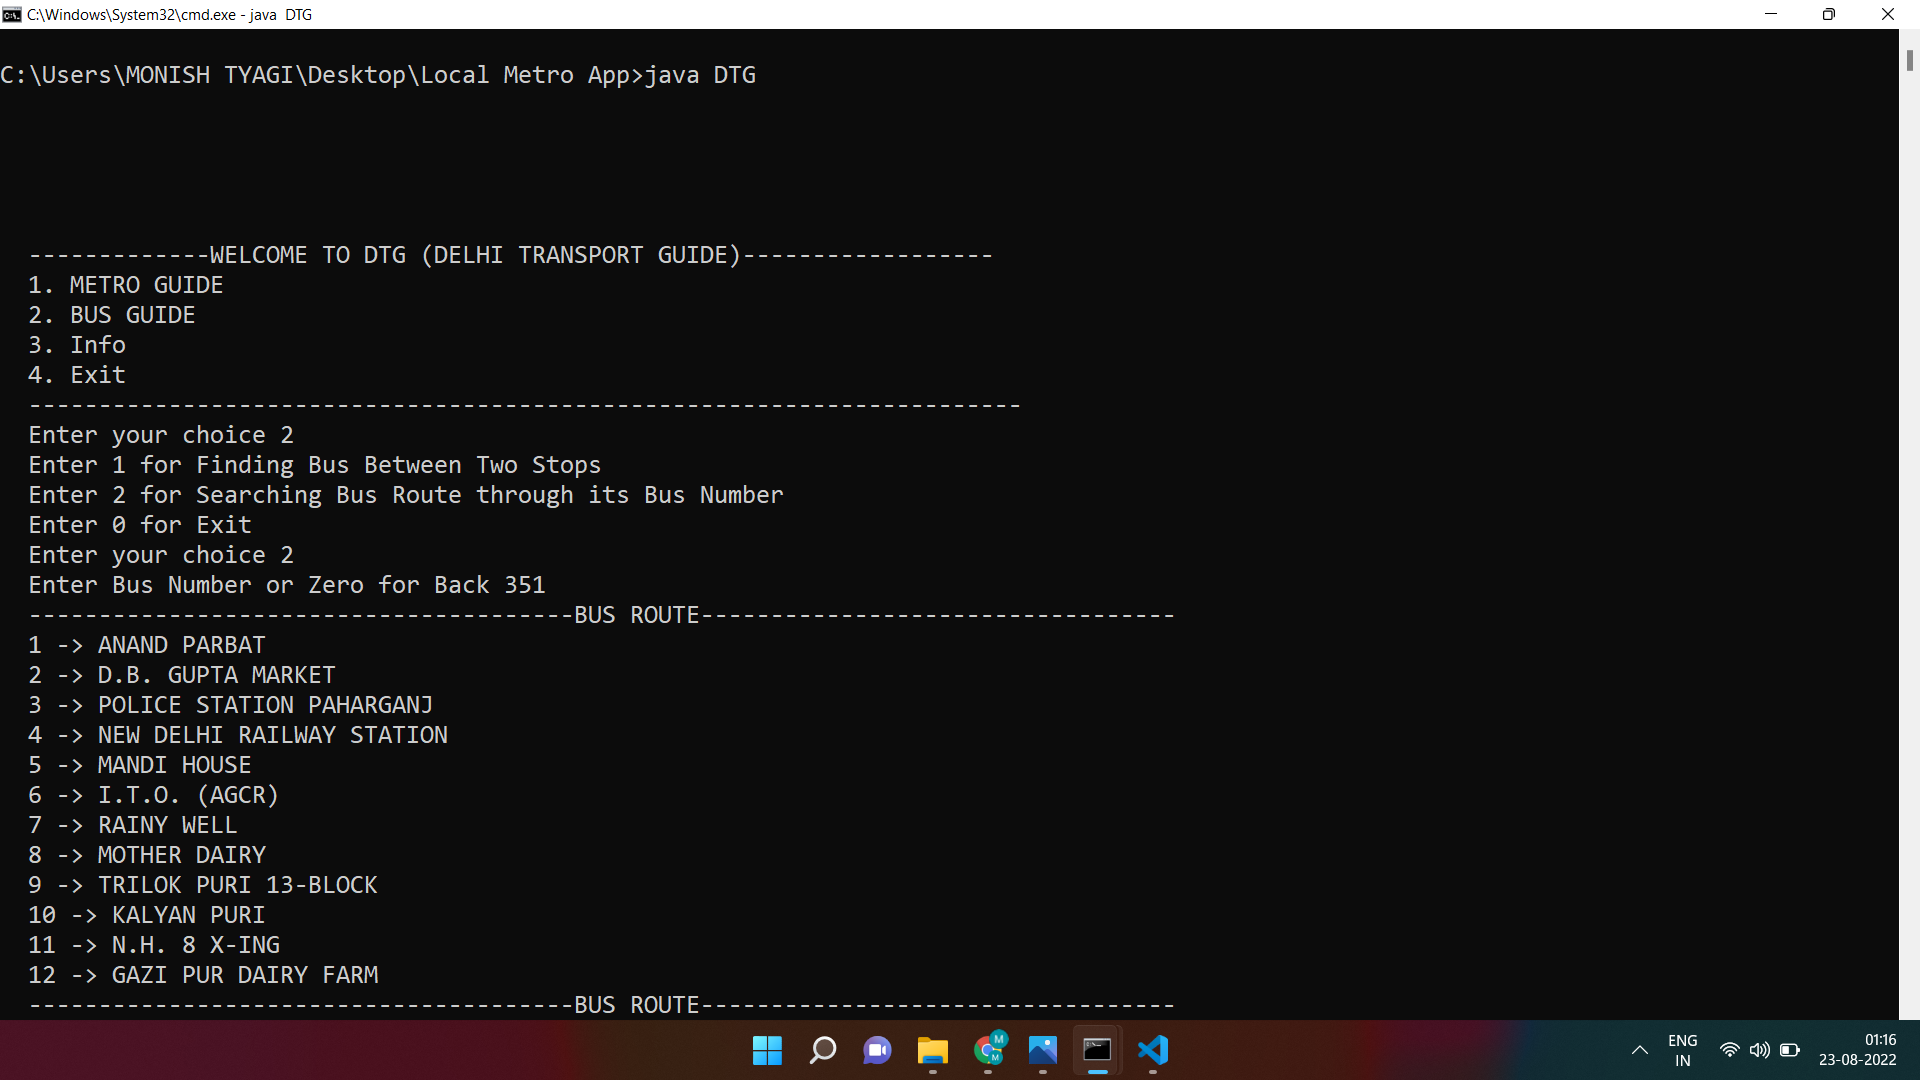 C:\Windows\System32\cmd.exe - java  DTG
C:\Users\MONISH TYAGI\Desktop\Local Metro App>java DTG
-------------WELCOME TO DTG (DELHI TRANSPORT GUIDE)------------------
1. METRO GUIDE
2. BUS GUIDE
3. Info
4. Exit
-----------------------------------------------------------------------
Enter your choice 2
Enter 1 for Finding Bus Between Two Stops
Enter 2 for Searching Bus Route through its Bus Number
Enter 0 for Exit
Enter your choice 2
Enter Bus Number or Zero for Back 351
---------------------------------------BUS ROUTE----------------------------------
1 -> ANAND PARBAT
2 -> D.B. GUPTA MARKET
3 -> POLICE STATION PAHARGANJ
4 -> NEW DELHI RAILWAY STATION
5 -> MANDI HOUSE
6 -> I.T.O. (AGCR)
7 -> RAINY WELL
8 -> MOTHER DAIRY
9 -> TRILOK PURI 13-BLOCK
10 -> KALYAN PURI
11 -> N.H. 8 X-ING
12 -> GAZI PUR DAIRY FARM
---------------------------------------BUS ROUTE----------------------------------
M
M
ENG
IN
01:16
23-08-2022